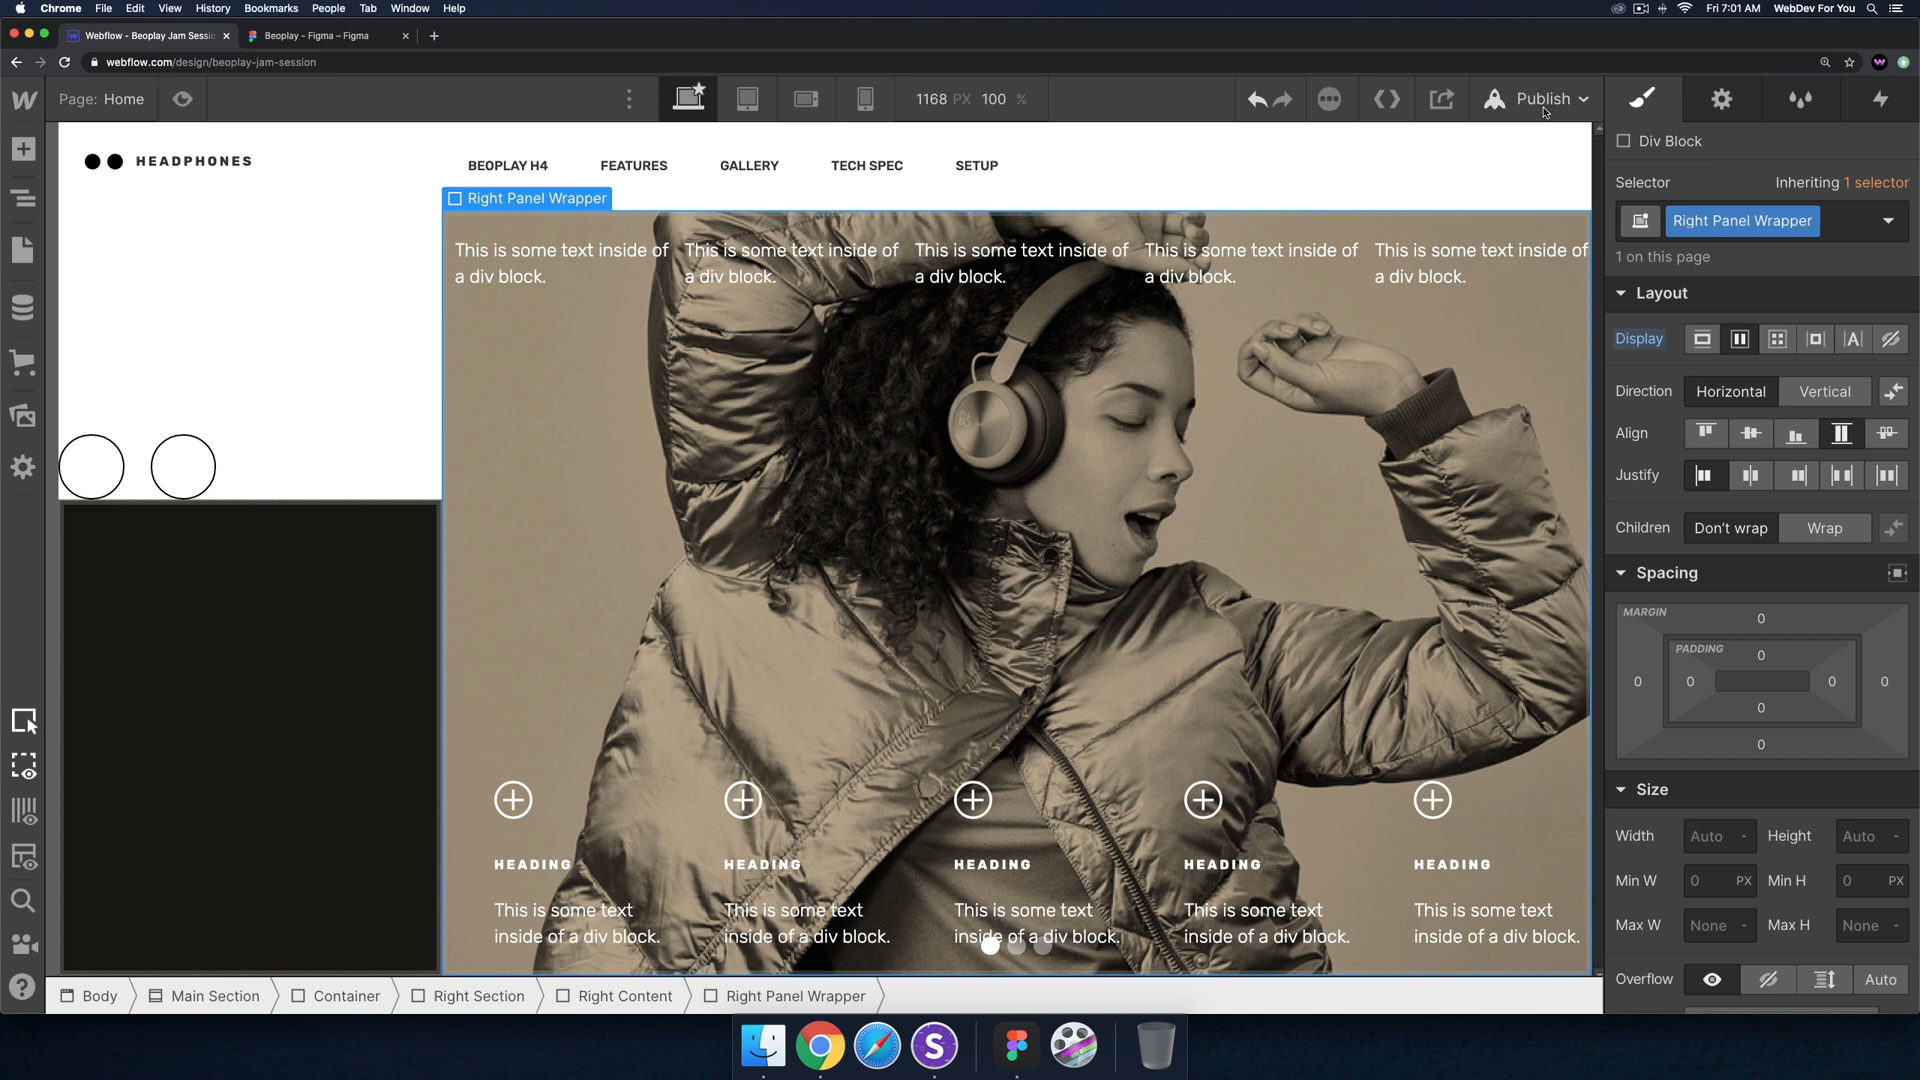 Chrome File Edit View History Bookmarks People Tab Window Help
Fri 7:01 AM WebDev For You
Webflow - Beoplay Jam Sessio
Beoplay - Figma – Figma
webflow.com/design/beoplay-jam-session
Page: Home
1168 PX 100 %
Publish
Div Block
HEADPHONES
BEOPLAY H4 FEATURES GALLERY TECH SPEC SETUP
Right Panel Wrapper
This is some text inside of a div block.
This is some text inside of a div block.
This is some text inside of a div block.
This is some text inside of a div block.
This is some text inside of a div block.
HEADING HEADING HEADING HEADING HEADING
This is some text inside of a div block.
This is some text inside of a div block.
This is some text inside of a div block.
This is some text inside of a div block.
This is some text inside of a div block.
Selector Inheriting 1 selector
Right Panel Wrapper
1 on this page
Layout
Display
Direction Horizontal Vertical
Align
Justify
Children Don't wrap Wrap
Spacing
MARGIN
0
PADDING
0
0 0 0 0
0
0
Size
Width Auto - Height Auto -
Min W 0 PX Min H 0 PX
Max W None - Max H None -
Overflow Auto
Body Main Section Container Right Section Right Content Right Panel Wrapper